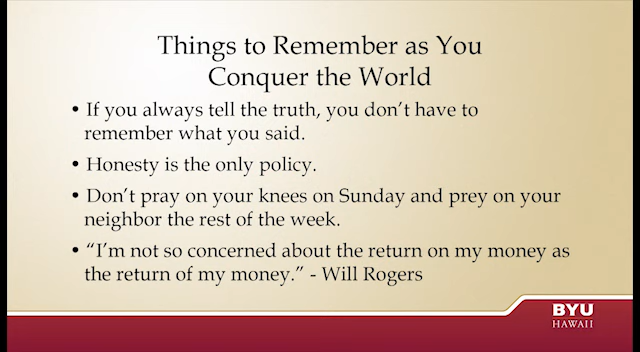 Things to Remember as You
Conquer the World
• If you always tell the truth, you don’t have to
remember what you said.
• Honesty is the only policy.
• Don’t pray on your knees on Sunday and prey on your
neighbor the rest of the week.
• “I’m not so concerned about the return on my money as
the return of my money.” - Will Rogers
BYU
HAWAII